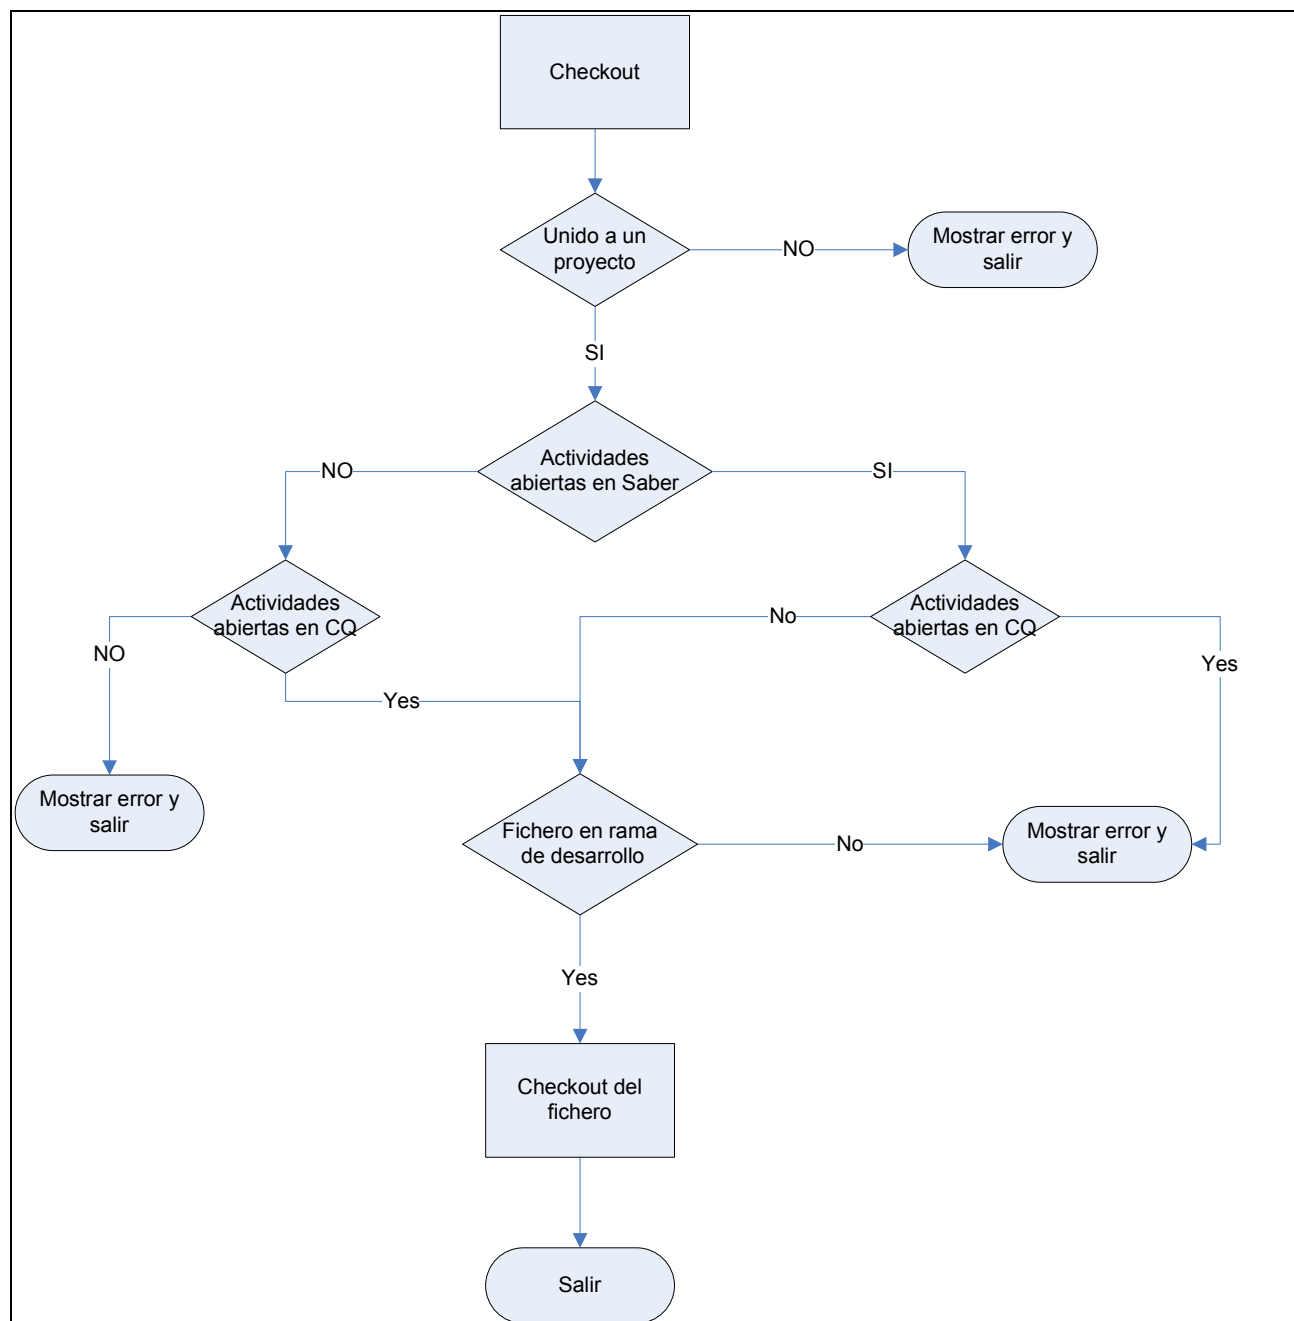 Checkout
Unido a un
proyecto
NO
Mostrar error y
salir
SI
Actividades
abiertas en Saber
NO
SI
Actividades
abiertas en CQ
No
Actividades
abiertas en CQ
NO
Yes
Yes
Mostrar error y
salir
Fichero en rama
de desarrollo
No
Mostrar error y
salir
Yes
Checkout del
fichero
Salir